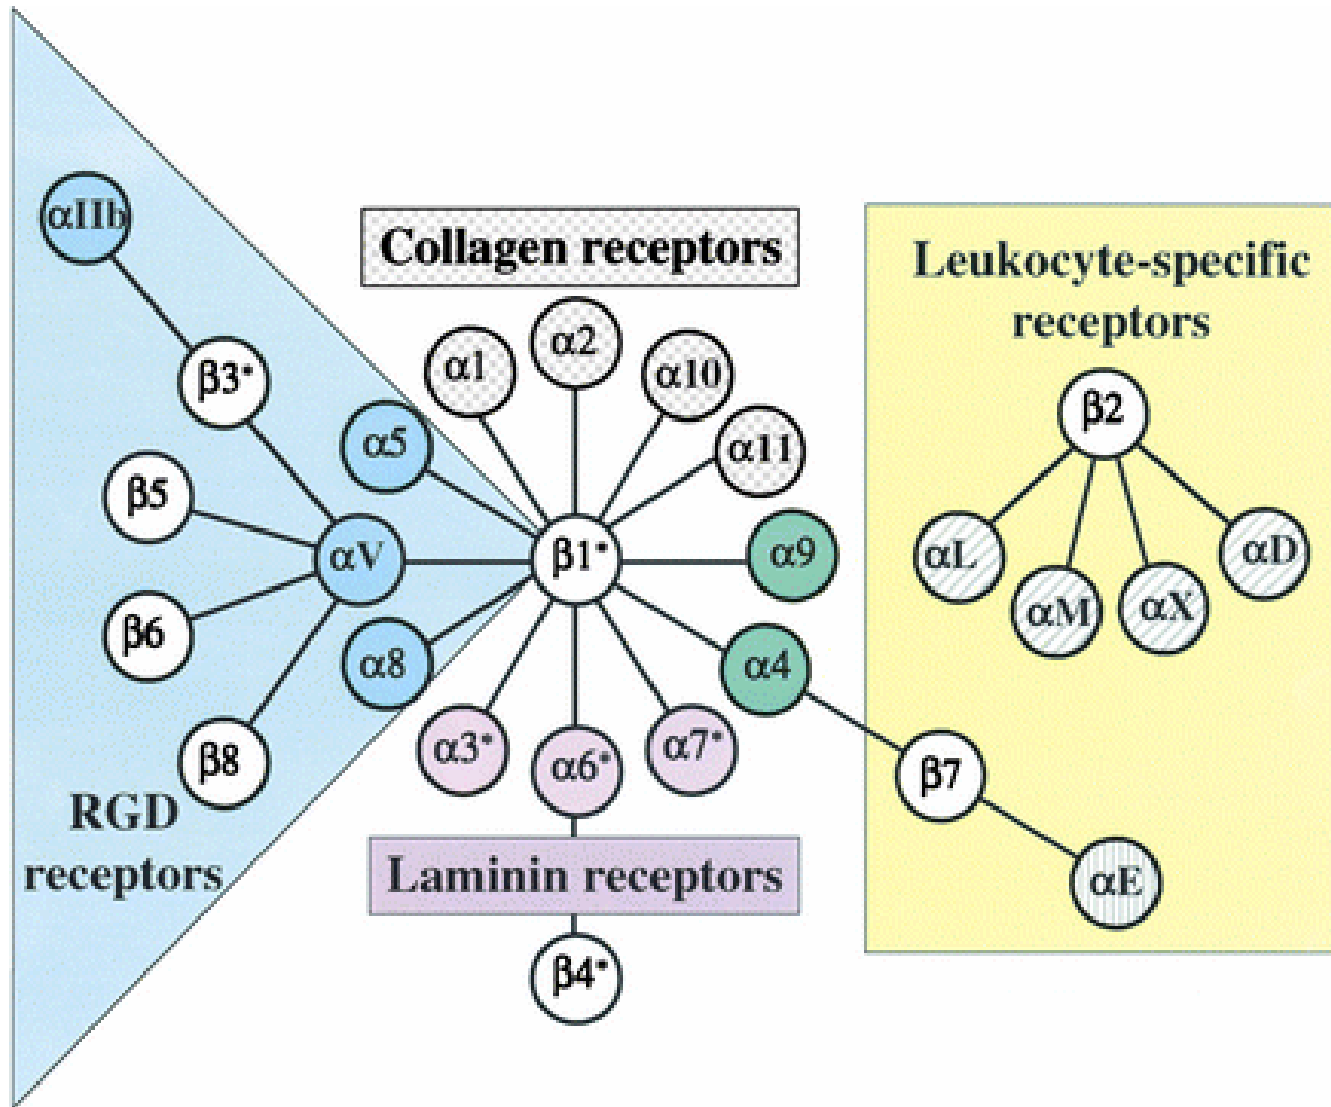 αIIb
Collagen receptors
Leukocyte-specific
receptors
β3*
α1
α2
α10
α11
α5
β2
β5
αV
β1*
α9
αL
αM
αX
αD
β6
α8
α4
β8
α3*
α6*
α7*
β7
RGD
receptors
Laminin receptors
αE
β4*